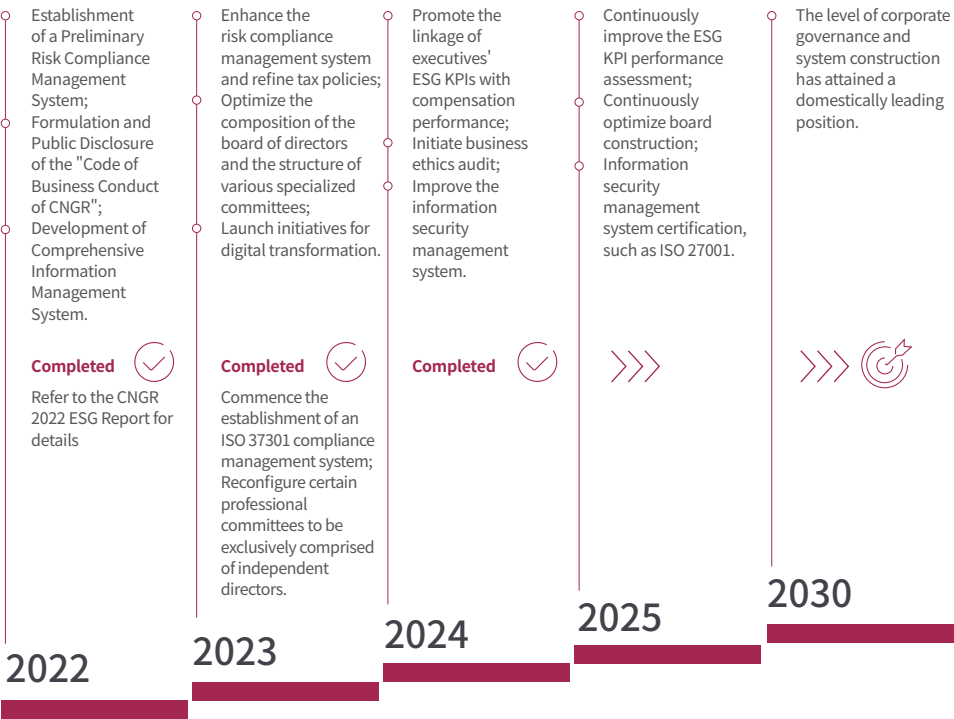 Establishment
of a Preliminary
Risk Compliance
Management
System;
Formulation and
Public Disclosure
of the "Code of
Business Conduct
of CNGR";
Development of
Comprehensive
Information
Management
System.
Completed
Refer to the CNGR
2022 ESG Report for
details
2022
Enhance the
risk compliance
management system
and refine tax policies;
Optimize the
composition of the
board of directors
and the structure of
various specialized
committees;
Launch initiatives for
digital transformation.
Completed
Commence the
establishment of an
ISO 37301 compliance
management system;
Reconfigure certain
professional
committees to be
exclusively comprised
of independent
directors.
2023
Promote the
linkage of
executives'
ESG KPIs with
compensation
performance;
Initiate business
ethics audit;
Improve the
information
security
management
system.
Completed
2024
Continuously
improve the ESG
KPI performance
assessment;
Continuously
optimize board
construction;
Information
security
management
system certification,
such as ISO 27001.
2025
The level of corporate
governance and
system construction
has attained a
domestically leading
position.
2030